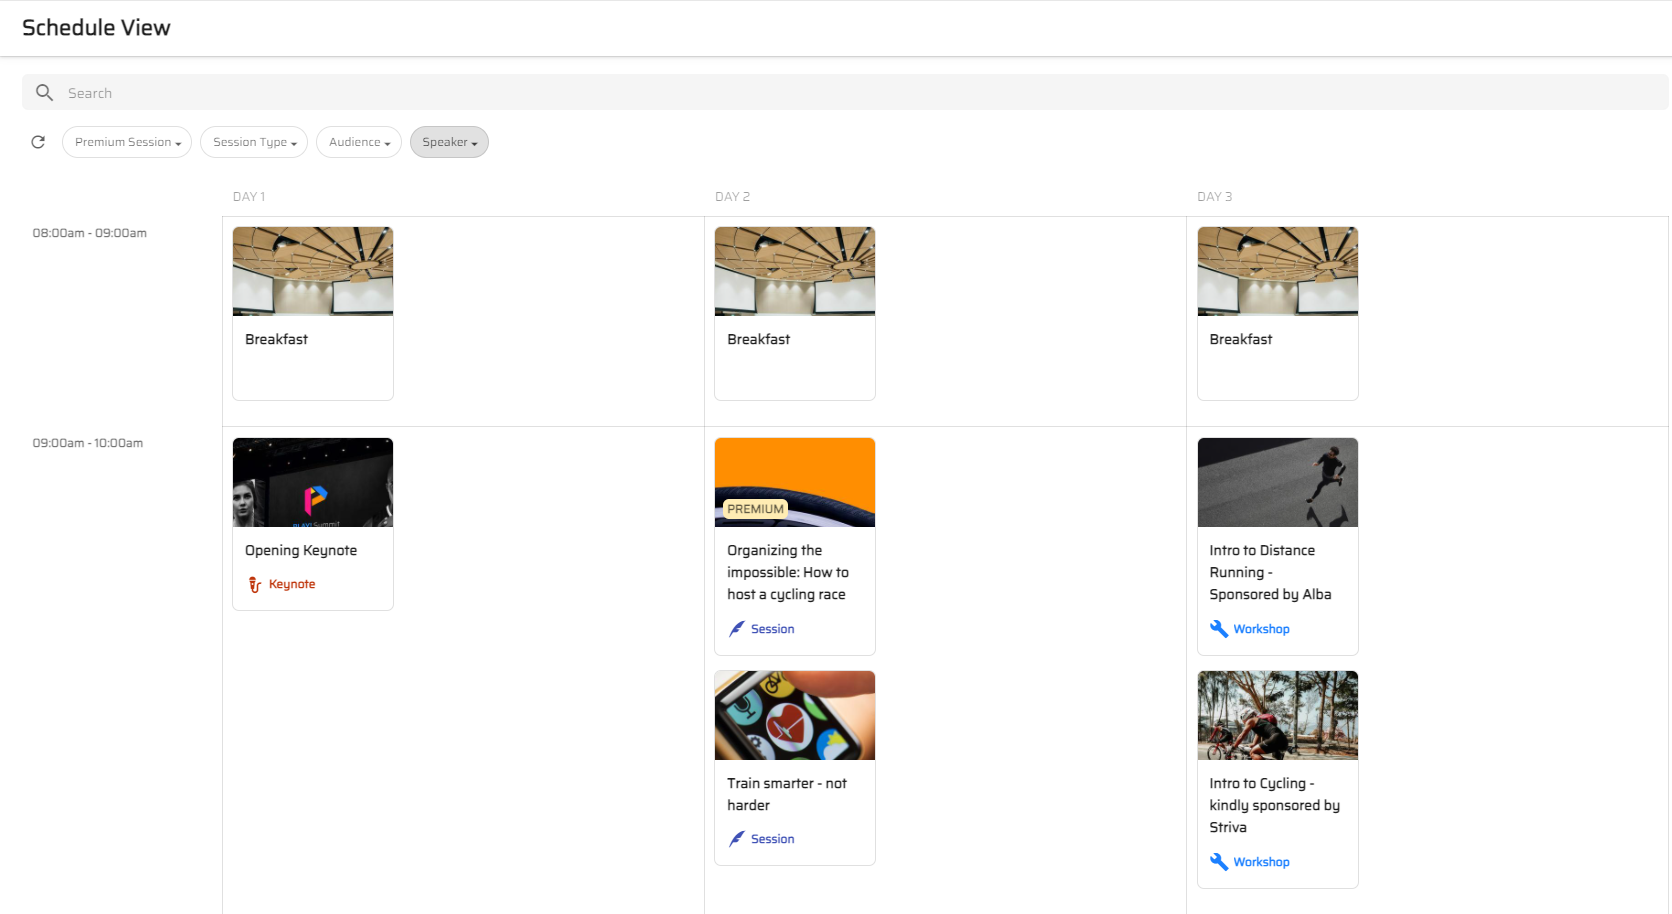 Schedule View
Search
Premium Session
Session Type
Audience
Speaker
DAY 1
DAY 2
DAY 3
08:00am - 09:00am
Breakfast
Breakfast
Breakfast
09:00am - 10:00am
PLAY! Summit
Opening Keynote
Keynote
PREMIUM
Organizing the
impossible: How to
host a cycling race
Session
Intro to Distance
Running -
Sponsored by Alba
Workshop
Train smarter - not
harder
Session
Intro to Cycling -
kindly sponsored by
Striva
Workshop